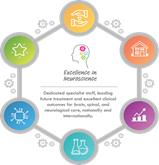 Excellence in
Neuroscience
Dedicated specialist staff, leading
future treatment and excellent clinical
outcomes for brain, spinal, and
neurological care, nationally and
internationally.